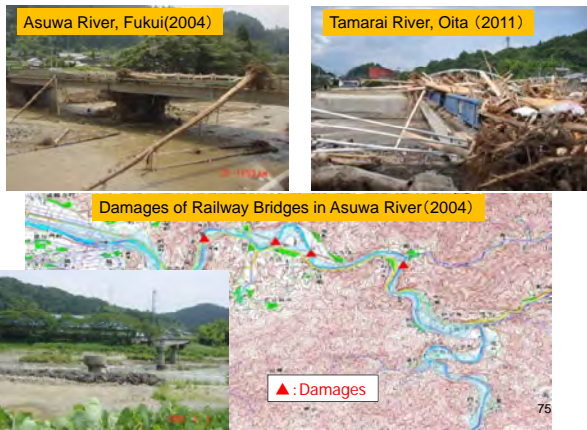 Asuwa River, Fukui(2004)
Tamarai River, Oita (2011)
Damages of Railway Bridges in Asuwa River(2004)
▲:Damages
75